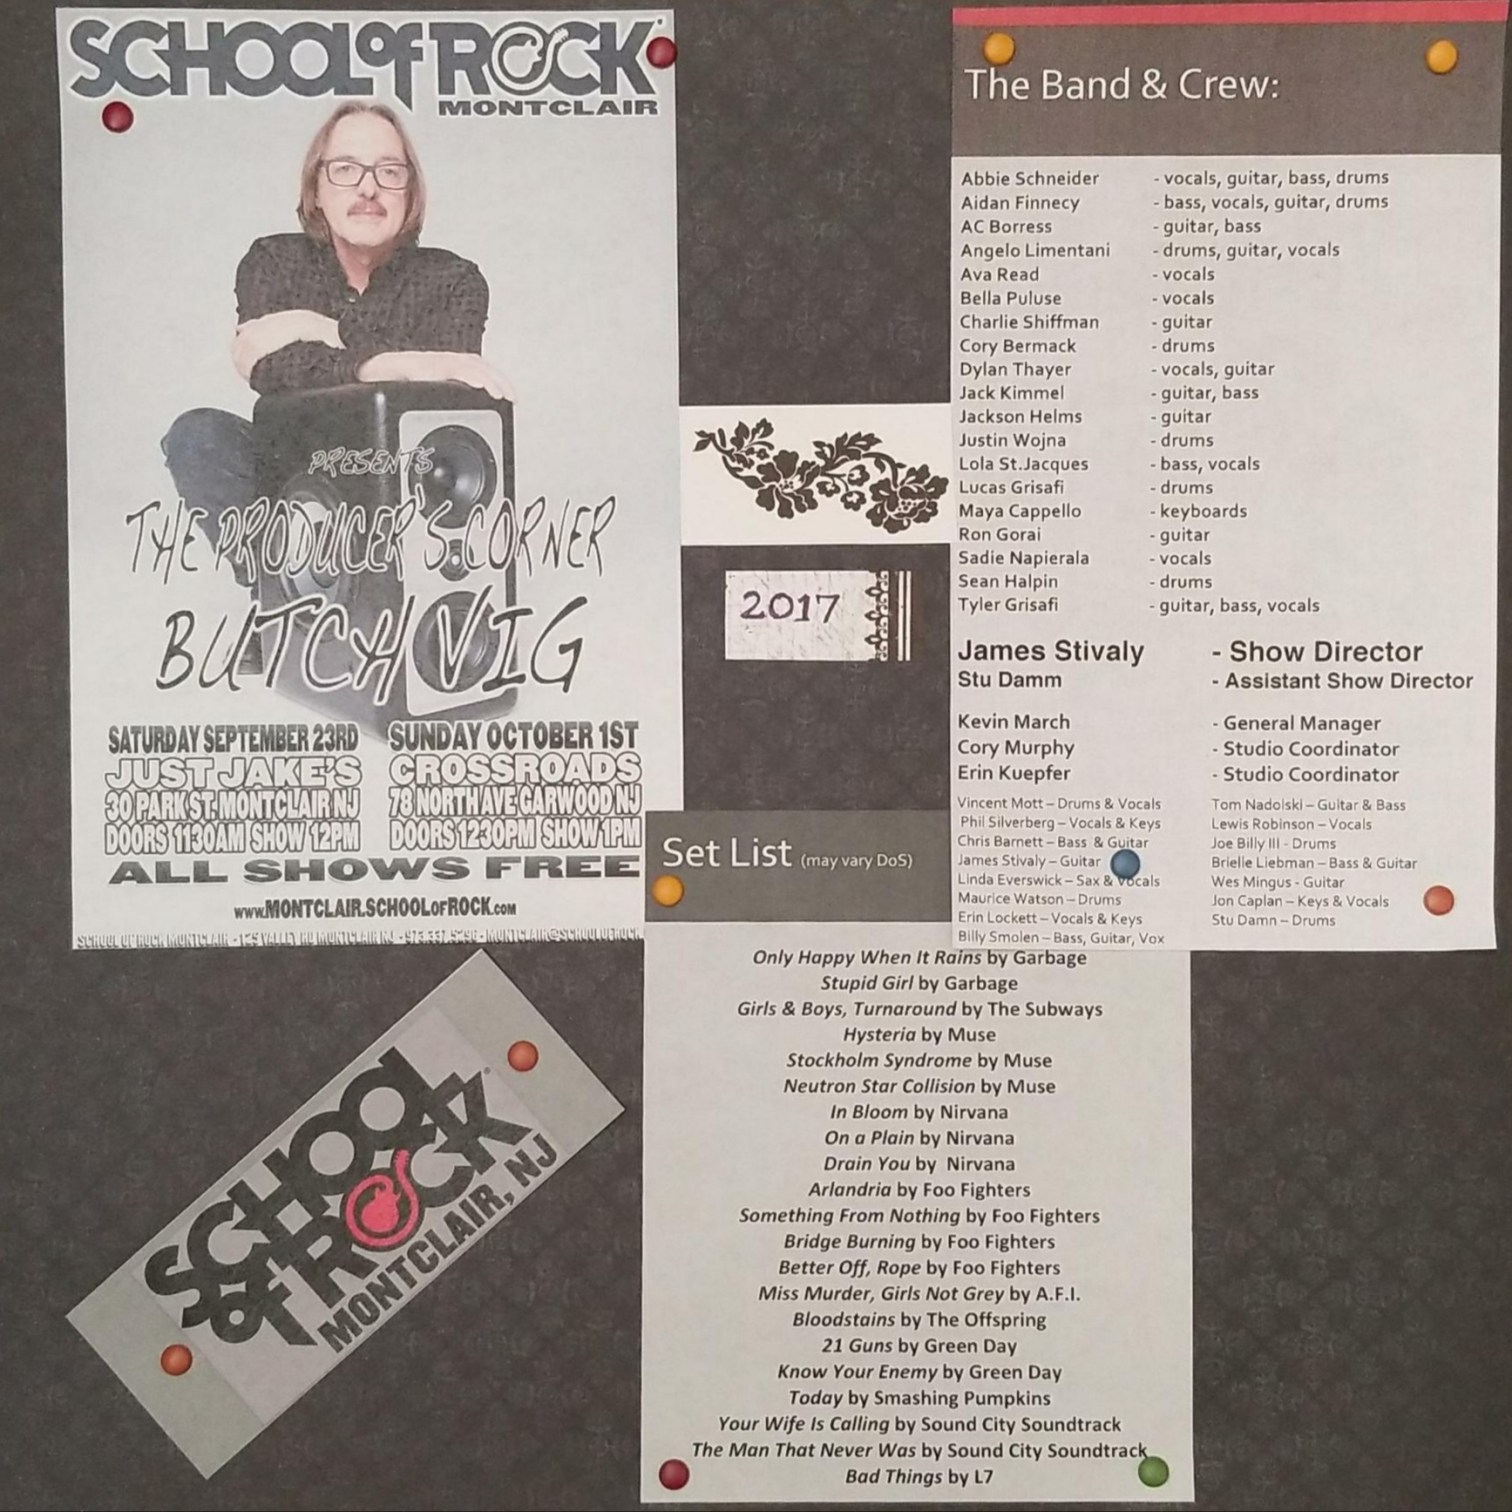 SCHOOL OF ROCK
MONTCLAIR
PRESENTS
THE PRODUCER'S CORNER
BUTCH VIG
SATURDAY SEPTEMBER 23RD
JUST JAKE'S
30 PARK ST. MONTCLAIR NJ
DOORS 1130AM SHOW 12PM
SUNDAY OCTOBER 1ST
CROSSROADS
78 NORTH AVE GARWOOD NJ
DOORS 1230PM SHOW 1PM
ALL SHOWS FREE
www.MONTCLAIR.SCHOOLOFROCK.com
SCHOOL OF ROCK MONTCLAIR - 125 VALLEY RD MONTCLAIR NJ - 973.337.5296 - MONTCLAIR@SCHOOLOFROCK
2017
The Band & Crew:
Abbie Schneider - vocals, guitar, bass, drums
Aidan Finnecy - bass, vocals, guitar, drums
AC Borress - guitar, bass
Angelo Limentani - drums, guitar, vocals
Ava Read - vocals
Bella Puluse - vocals
Charlie Shiffman - guitar
Cory Bermack - drums
Dylan Thayer - vocals, guitar
Jack Kimmel - guitar, bass
Jackson Helms - guitar
Justin Wojna - drums
Lola St.Jacques - bass, vocals
Lucas Grisafi - drums
Maya Cappello - keyboards
Ron Gorai - guitar
Sadie Napierala - vocals
Sean Halpin - drums
Tyler Grisafi - guitar, bass, vocals
James Stivaly - Show Director
Stu Damm - Assistant Show Director
Kevin March - General Manager
Cory Murphy - Studio Coordinator
Erin Kuepfer - Studio Coordinator
Vincent Mott – Drums & Vocals
Phil Silverberg – Vocals & Keys
Chris Barnett – Bass & Guitar
James Stivaly – Guitar
Linda Everswick – Sax & Vocals
Maurice Watson – Drums
Erin Lockett – Vocals & Keys
Billy Smolen – Bass, Guitar, Vox
Tom Nadolski – Guitar & Bass
Lewis Robinson – Vocals
Joe Billy III - Drums
Brielle Liebman – Bass & Guitar
Wes Mingus - Guitar
Jon Caplan – Keys & Vocals
Stu Damn – Drums
Set List (may vary DoS)
Only Happy When It Rains by Garbage
Stupid Girl by Garbage
Girls & Boys, Turnaround by The Subways
Hysteria by Muse
Stockholm Syndrome by Muse
Neutron Star Collision by Muse
In Bloom by Nirvana
On a Plain by Nirvana
Drain You by Nirvana
Arlandria by Foo Fighters
Something From Nothing by Foo Fighters
Bridge Burning by Foo Fighters
Better Off, Rope by Foo Fighters
Miss Murder, Girls Not Grey by A.F.I.
Bloodstains by The Offspring
21 Guns by Green Day
Know Your Enemy by Green Day
Today by Smashing Pumpkins
Your Wife Is Calling by Sound City Soundtrack
The Man That Never Was by Sound City Soundtrack
Bad Things by L7
SCHOOL
OF ROCK
MONTCLAIR, NJ